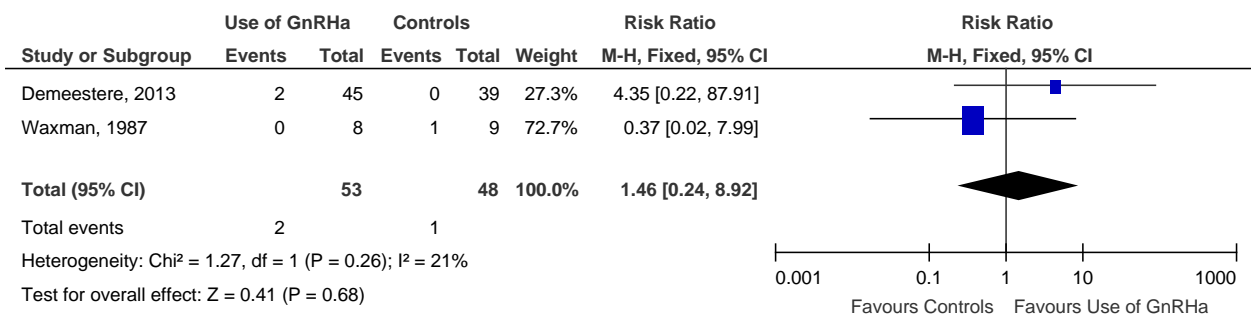 Use of GnRHa Controls Risk Ratio Risk Ratio
Study or Subgroup Events Total Events Total Weight M-H, Fixed, 95% CI M-H, Fixed, 95% CI
Demeestere, 2013 2 45 0 39 27.3% 4.35 [0.22, 87.91]
Waxman, 1987 0 8 1 9 72.7% 0.37 [0.02, 7.99]
Total (95% CI) 53 48 100.0% 1.46 [0.24, 8.92]
Total events 2 1
Heterogeneity: Chi² = 1.27, df = 1 (P = 0.26); I² = 21%
Test for overall effect: Z = 0.41 (P = 0.68)
0.001 0.1 1 10 1000
Favours Controls Favours Use of GnRHa